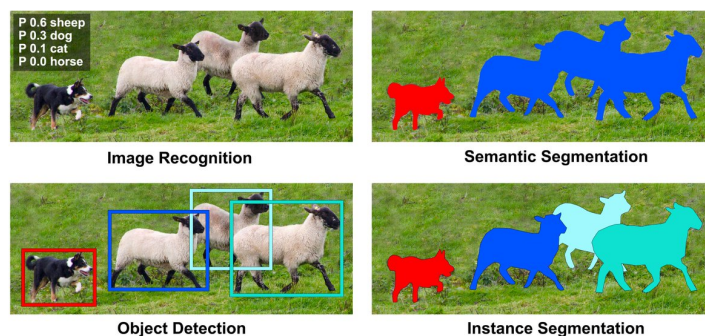 P 0.6 sheep
P 0.3 dog
P 0.1 cat
P 0.0 horse
Image Recognition
Semantic Segmentation
Object Detection
Instance Segmentation